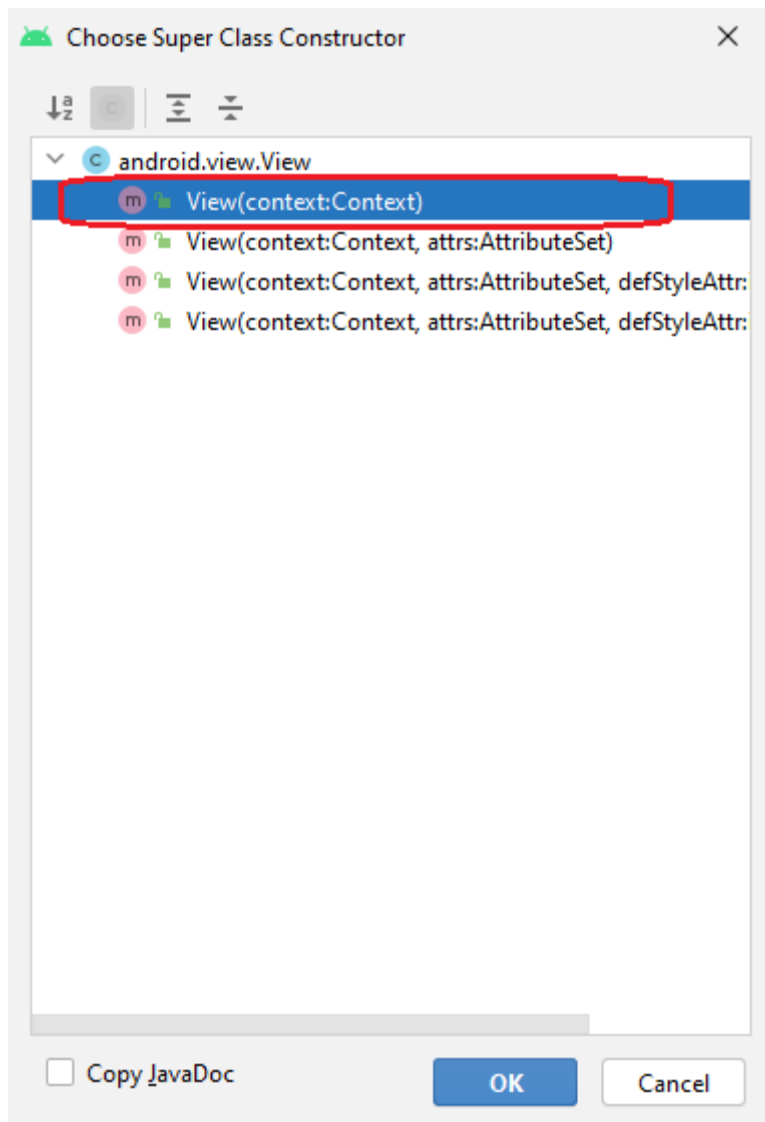 Choose Super Class Constructor
android.view.View
View(context:Context)
View(context:Context, attrs:AttributeSet)
View(context:Context, attrs:AttributeSet, defStyleAttr:
View(context:Context, attrs:AttributeSet, defStyleAttr:
Copy JavaDoc
OK
Cancel